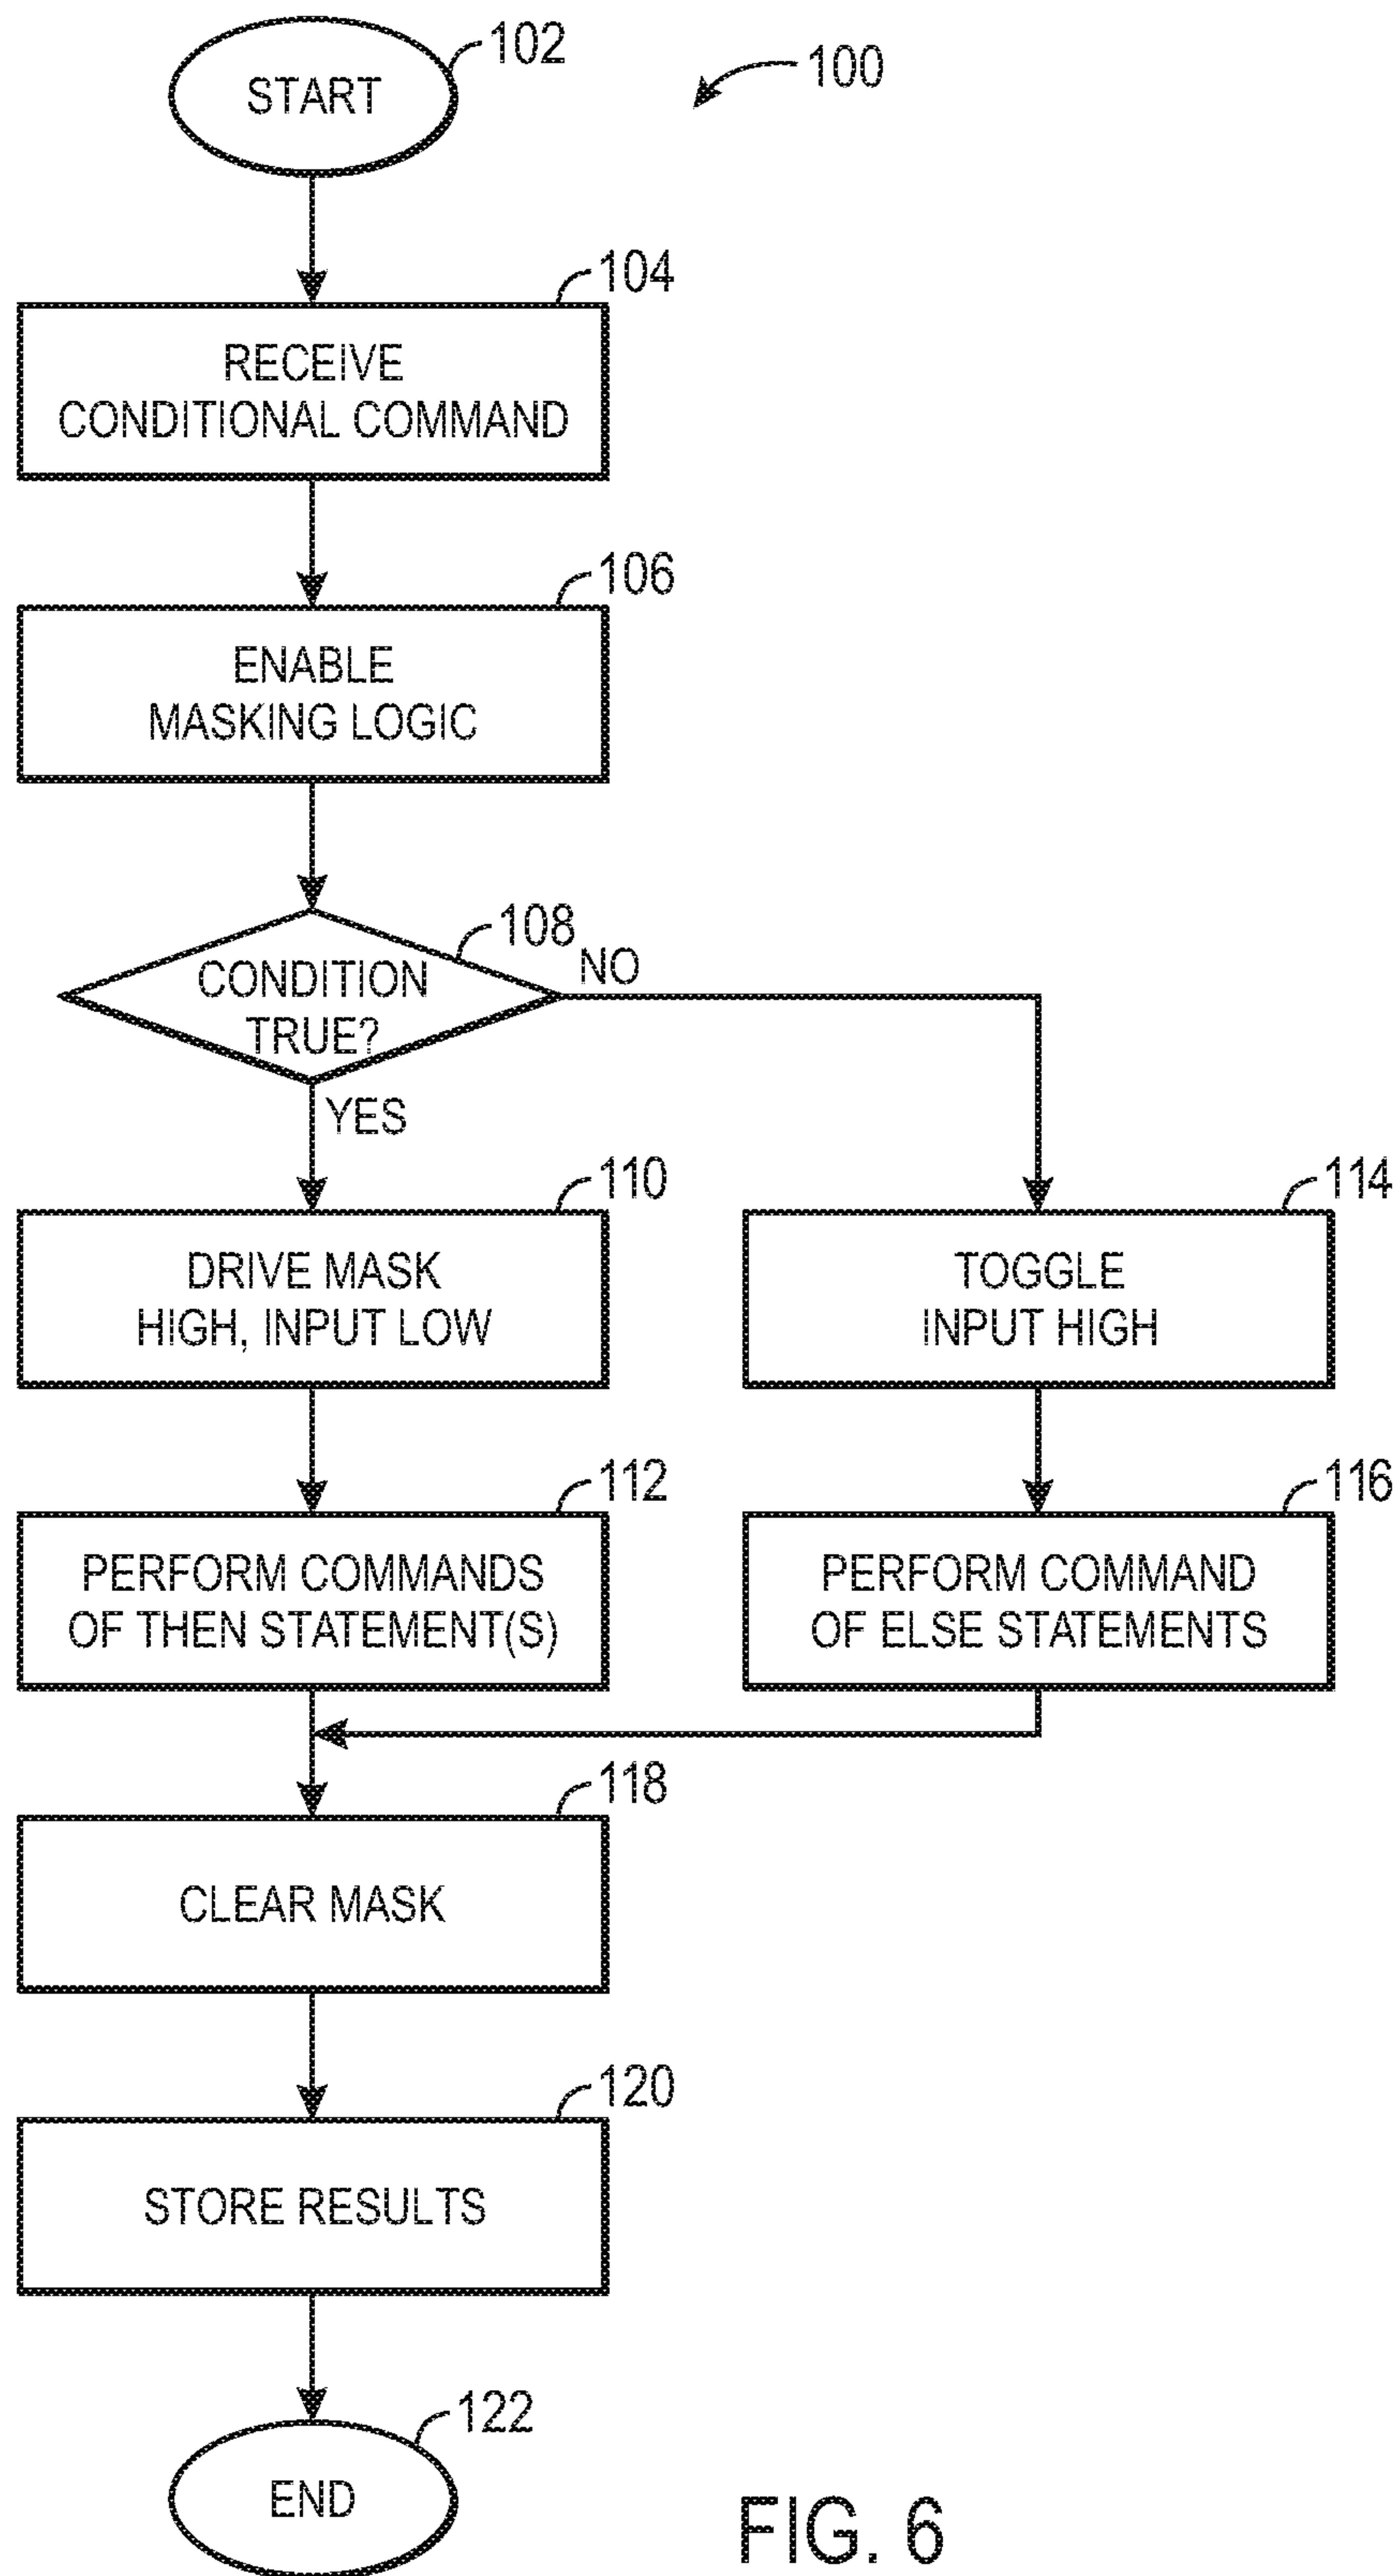 START
102
100
104
RECEIVE
CONDITIONAL COMMAND
106
ENABLE
MASKING LOGIC
108
CONDITION
TRUE?
NO
YES
110
DRIVE MASK
HIGH, INPUT LOW
114
TOGGLE
INPUT HIGH
112
PERFORM COMMANDS
OF THEN STATEMENT(S)
116
PERFORM COMMAND
OF ELSE STATEMENTS
118
CLEAR MASK
120
STORE RESULTS
122
END
FIG. 6